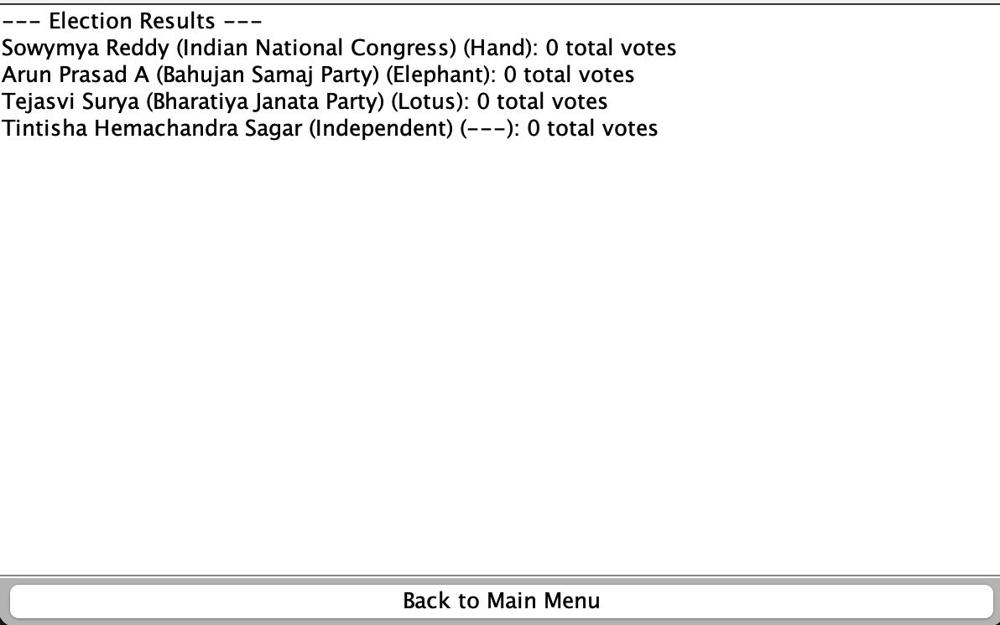 --- Election Results ---
Sowymya Reddy (Indian National Congress) (Hand): 0 total votes
Arun Prasad A (Bahujan Samaj Party) (Elephant): 0 total votes
Tejasvi Surya (Bharatiya Janata Party) (Lotus): 0 total votes
Tintisha Hemachandra Sagar (Independent) (---): 0 total votes
Back to Main Menu